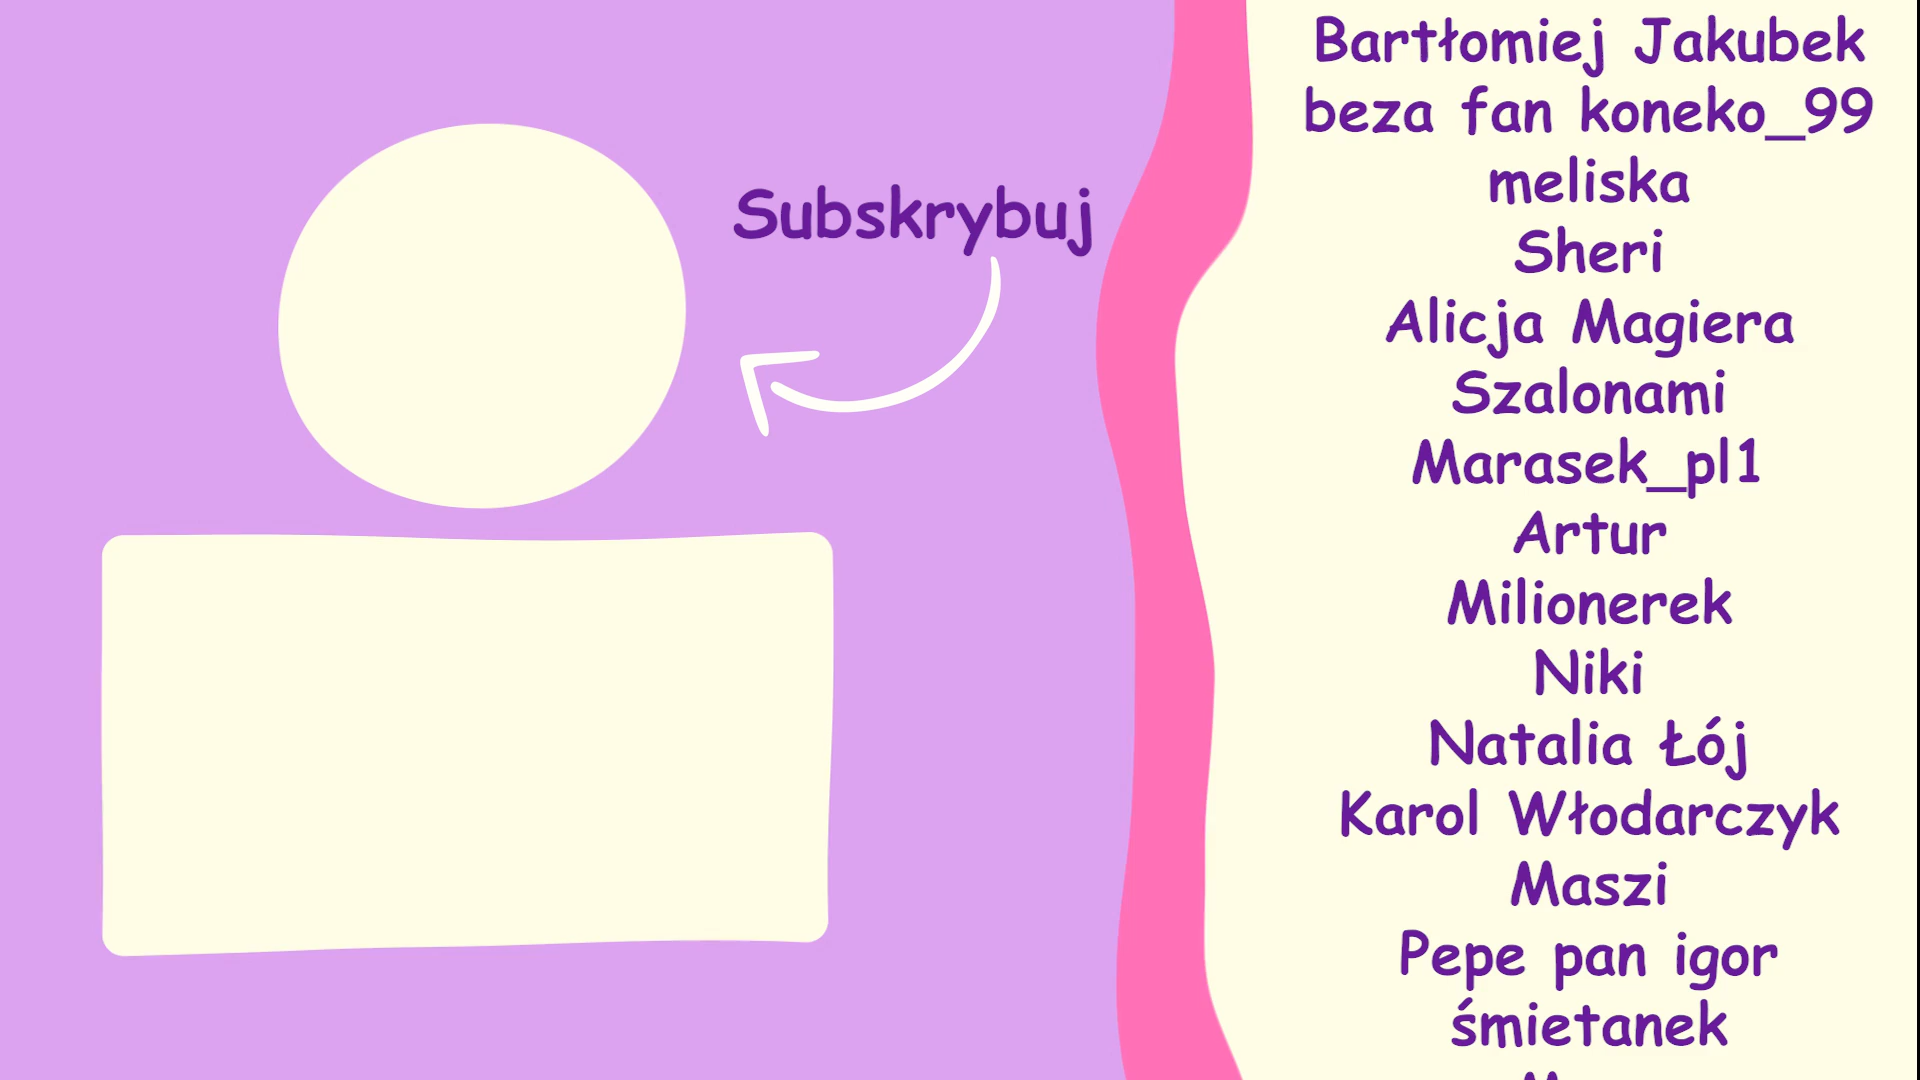 Subskrybuj
Bartłomiej Jakubek
beza fan koneko_99
meliska
Sheri
Alicja Magiera
Szalonami
Marasek_pl1
Artur
Milionerek
Niki
Natalia Łój
Karol Włodarczyk
Maszi
Pepe pan igor
śmietanek